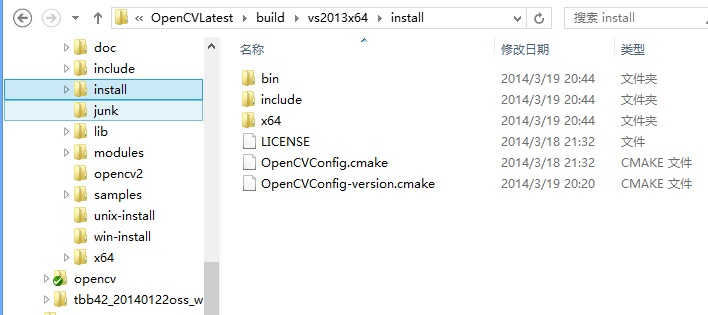 « OpenCVLatest ▸ build ▸ vs2013x64 ▸ install
搜索 install
doc
include
install
junk
lib
modules
opencv2
samples
unix-install
win-install
x64
opencv
tbb42_20140122oss_w
名称 修改日期 类型
bin 2014/3/19 20:44 文件夹
include 2014/3/19 20:44 文件夹
x64 2014/3/19 20:44 文件夹
LICENSE 2014/3/18 21:32 文件
OpenCVConfig.cmake 2014/3/18 21:32 CMAKE 文件
OpenCVConfig-version.cmake 2014/3/19 20:20 CMAKE 文件